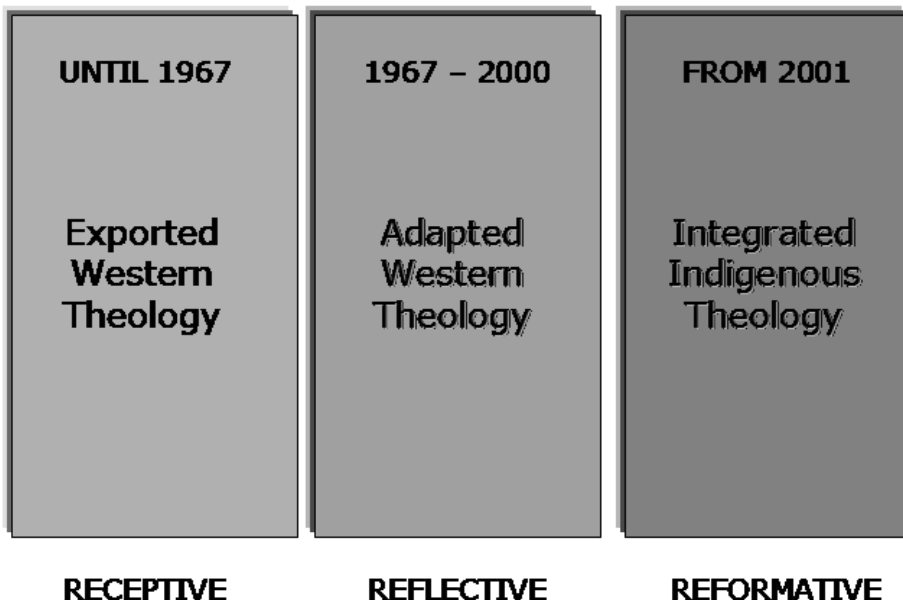 UNTIL 1967
Exported
Western
Theology
RECEPTIVE
1967 – 2000
Adapted
Western
Theology
REFLECTIVE
FROM 2001
Integrated
Indigenous
Theology
REFORMATIVE